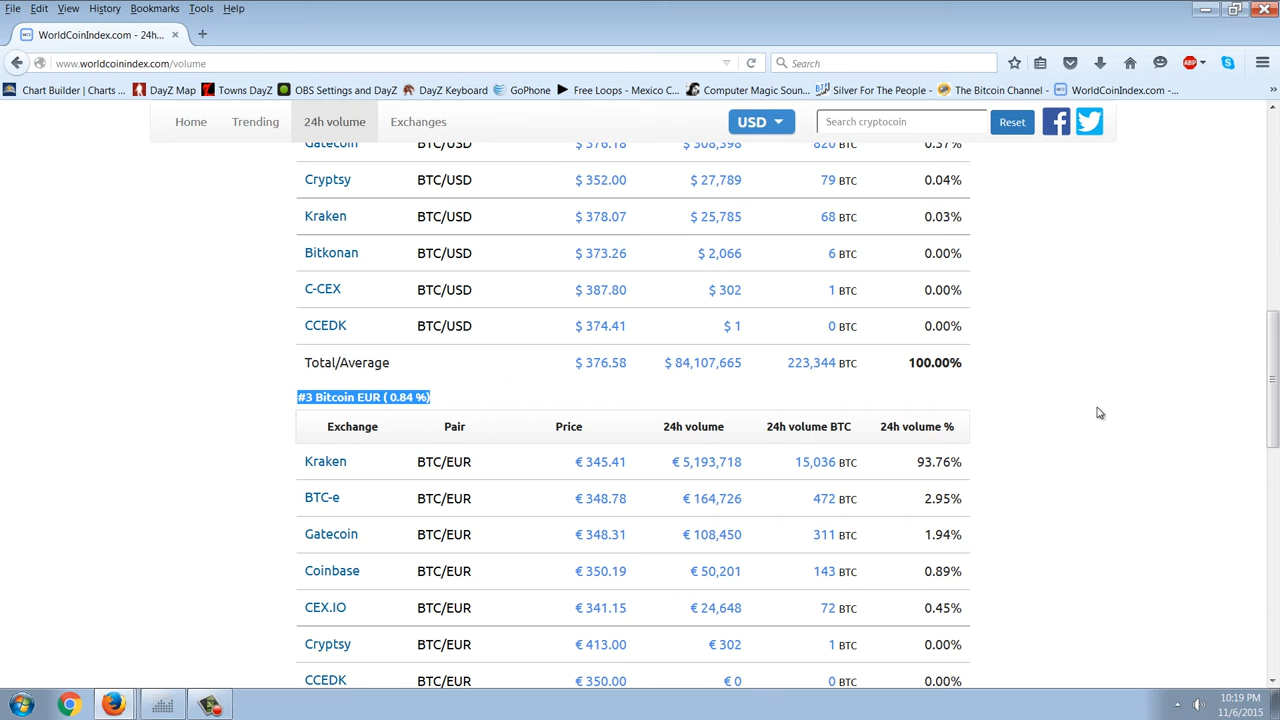 File Edit View History Bookmarks Tools Help
WorldCoinIndex.com - 24h...
www.worldcoinindex.com/volume Search
Chart Builder | Charts ... DayZ Map Towns DayZ OBS Settings and DayZ DayZ Keyboard GoPhone Free Loops - Mexico C... Computer Magic Soun... Silver For The People - The Bitcoin Channel - WorldCoinIndex.com -...
Home Trending 24h volume Exchanges USD Search cryptocoin Reset
Gatecoin BTC/USD $ 376.18 $ 308,398 820 BTC 0.37%
Cryptsy BTC/USD $ 352.00 $ 27,789 79 BTC 0.04%
Kraken BTC/USD $ 378.07 $ 25,785 68 BTC 0.03%
Bitkonan BTC/USD $ 373.26 $ 2,066 6 BTC 0.00%
C-CEX BTC/USD $ 387.80 $ 302 1 BTC 0.00%
CCEDK BTC/USD $ 374.41 $ 1 0 BTC 0.00%
Total/Average $ 376.58 $ 84,107,665 223,344 BTC 100.00%
#3 Bitcoin EUR ( 0.84 %)
Exchange Pair Price 24h volume 24h volume BTC 24h volume %
Kraken BTC/EUR € 345.41 € 5,193,718 15,036 BTC 93.76%
BTC-e BTC/EUR € 348.78 € 164,726 472 BTC 2.95%
Gatecoin BTC/EUR € 348.31 € 108,450 311 BTC 1.94%
Coinbase BTC/EUR € 350.19 € 50,201 143 BTC 0.89%
CEX.IO BTC/EUR € 341.15 € 24,648 72 BTC 0.45%
Cryptsy BTC/EUR € 413.00 € 302 1 BTC 0.00%
CCEDK BTC/EUR € 350.00 € 0 0 BTC 0.00%
10:19 PM
11/6/2015